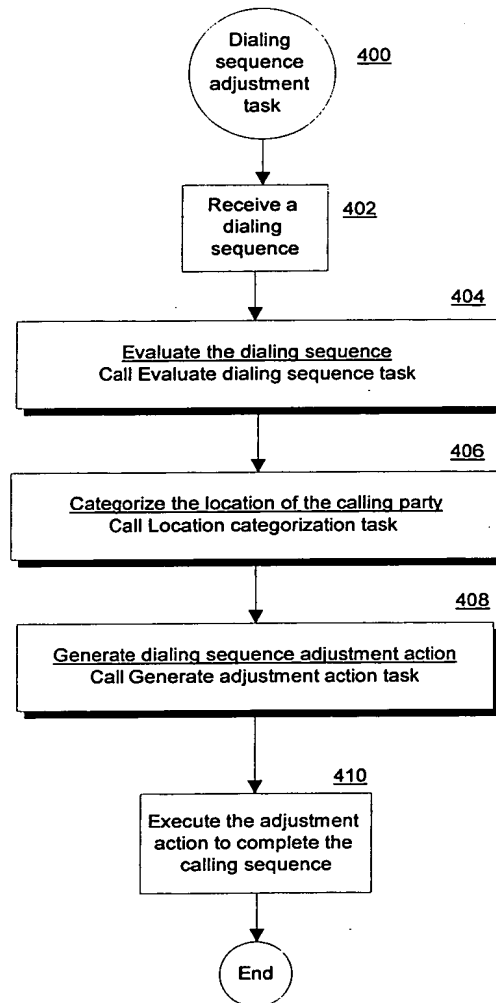 Dialing
sequence
adjustment
task
400
Receive a
dialing
sequence
402
404
Evaluate the dialing sequence
Call Evaluate dialing sequence task
406
Categorize the location of the calling party
Call Location categorization task
408
Generate dialing sequence adjustment action
Call Generate adjustment action task
410
Execute the adjustment
action to complete the
calling sequence
End